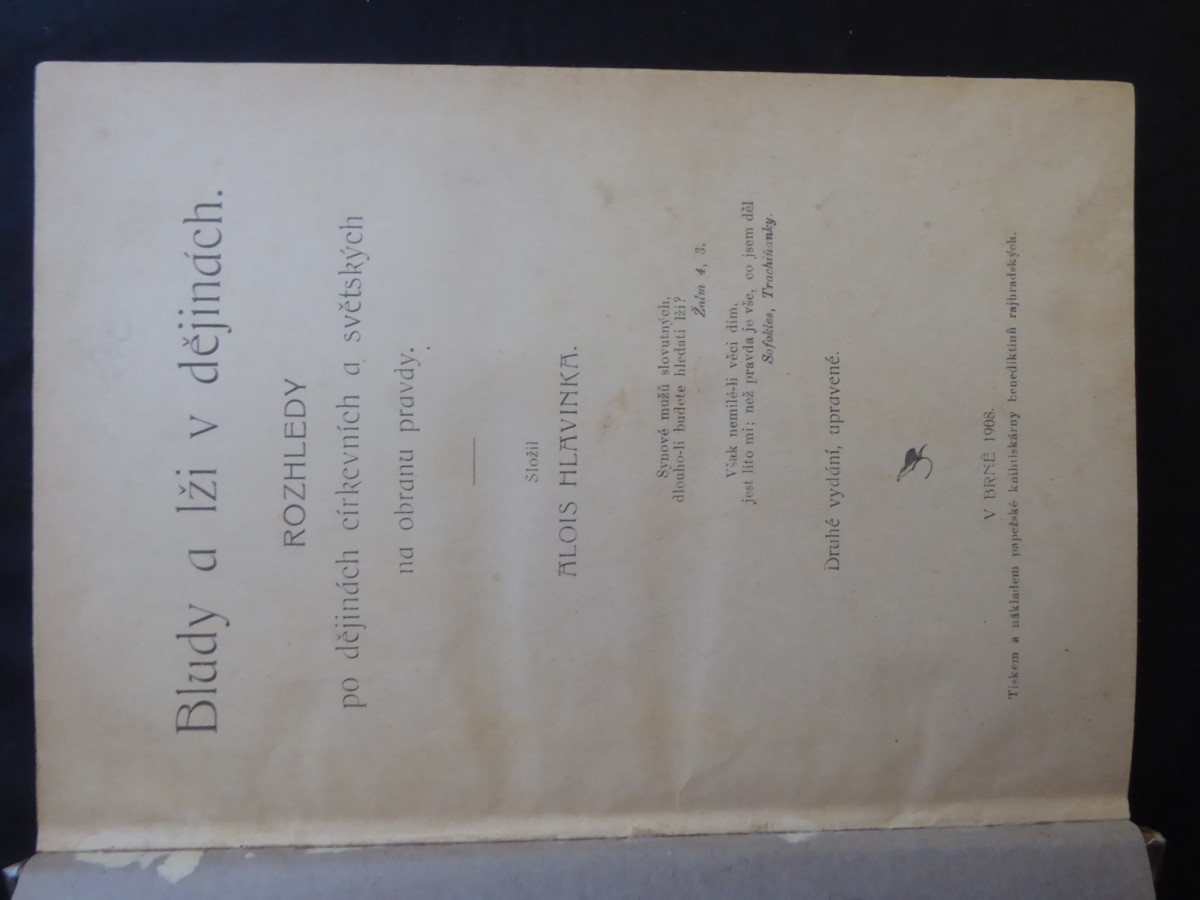 Bludy a lži v dějinách.
ROZHLEDY
po dějinách církevních a světských
na obranu pravdy.
Složil
ALOIS HLAVINKA.
Synové mužů slovutných,
dlouho-li budete hledati lži?
Žalm 4, 3.
Však nemilé-li věci dím,
jest líto mi; než pravda je vše, co jsem děl
Sofokles, Trachiňanky.
Druhé vydání, upravené.
V BRNĚ 1908.
Tiskem a nákladem papežské knihtiskárny benediktinů rajhradských.